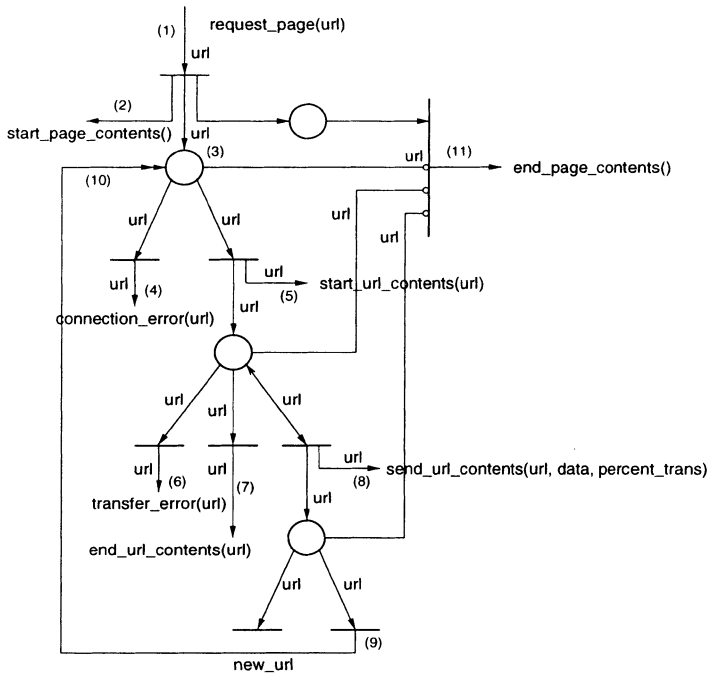 (1)
request_page(url)
url
(2)
start_page_contents()
url
(3)
url
(11)
end_page_contents()
(10)
url
url
url
url
url
(4)
url
(5)
start_url_contents(url)
connection_error(url)
url
url
url
url
url
(6)
url
(7)
url
(8)
send_url_contents(url, data, percent_trans)
transfer_error(url)
url
end_url_contents(url)
url
url
(9)
new_url